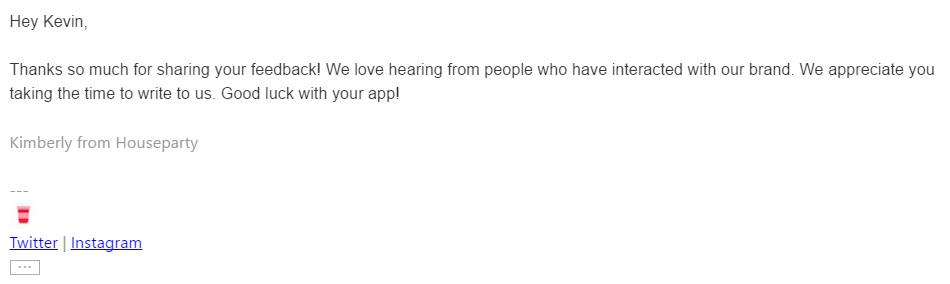 Hey Kevin,
Thanks so much for sharing your feedback! We love hearing from people who have interacted with our brand. We appreciate you
taking the time to write to us. Good luck with your app!
Kimberly from Houseparty
---
Twitter | Instagram
...